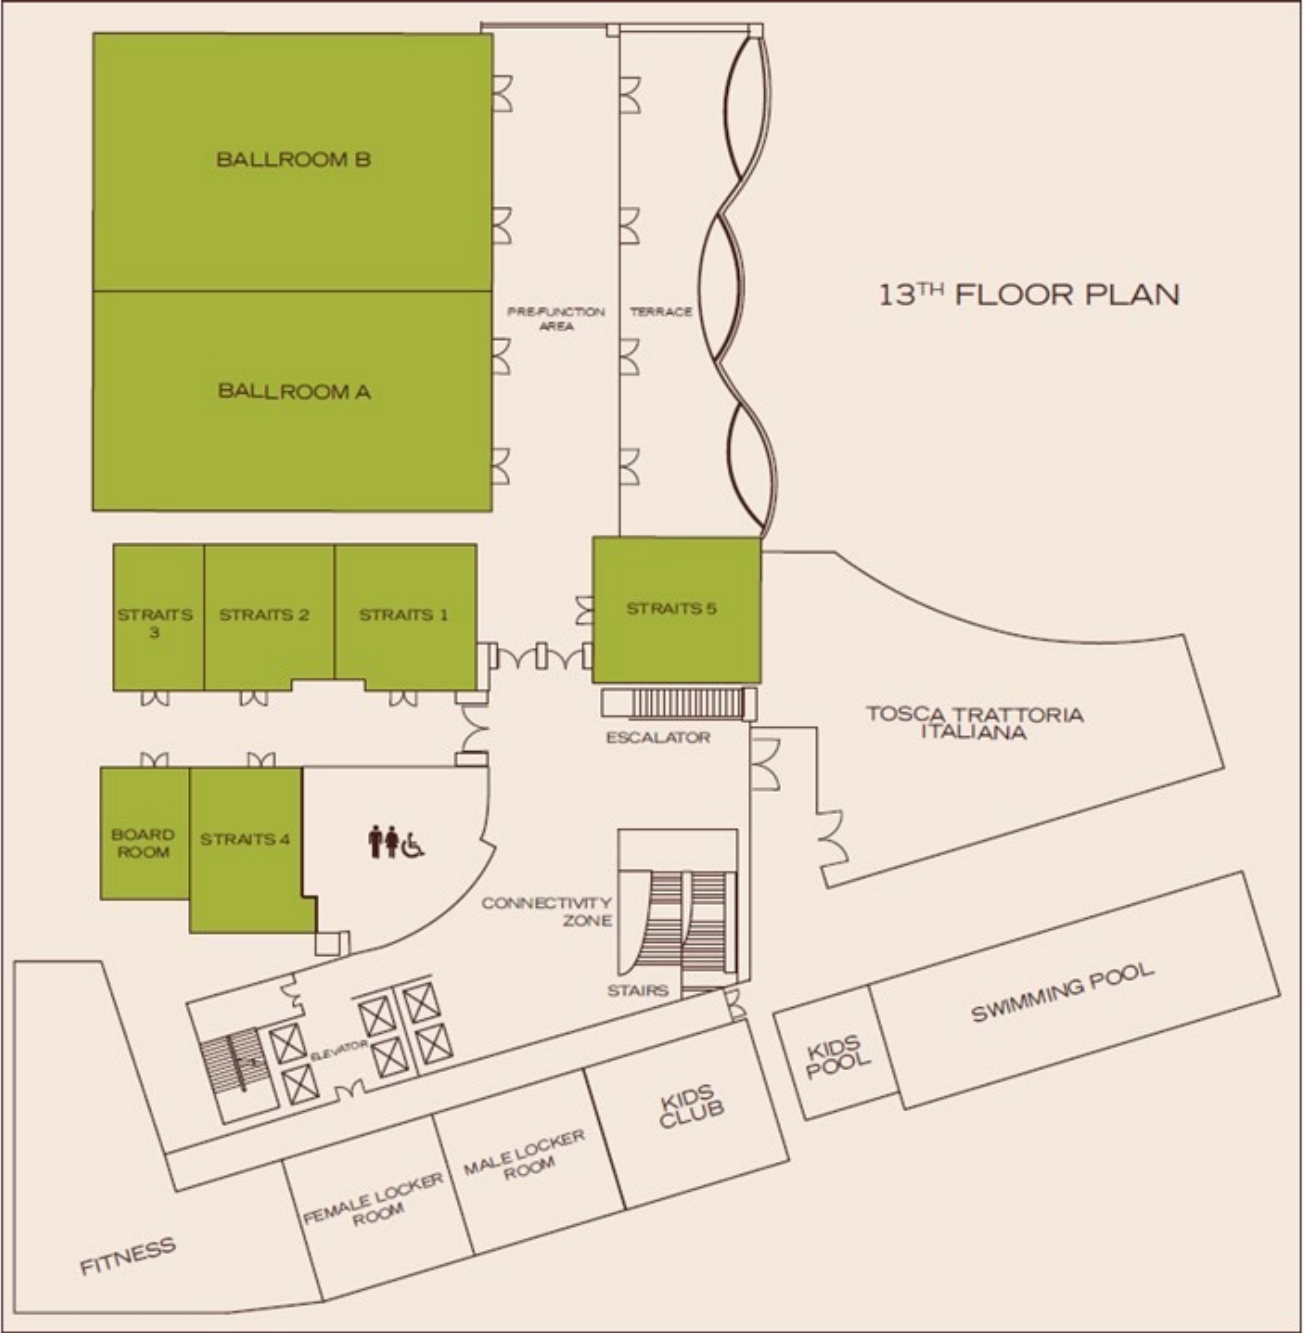 BALLROOM B
13TH FLOOR PLAN
PRE-FUNCTION
AREA
TERRACE
BALLROOM A
STRAITS
3
STRAITS 2
STRAITS 1
STRAITS 5
TOSCA TRATTORIA
ITALIANA
ESCALATOR
BOARD
ROOM
STRAITS 4
CONNECTIVITY
ZONE
STAIRS
SWIMMING POOL
KIDS
POOL
ELEVATOR
KIDS
CLUB
MALE LOCKER
ROOM
FEMALE LOCKER
ROOM
FITNESS